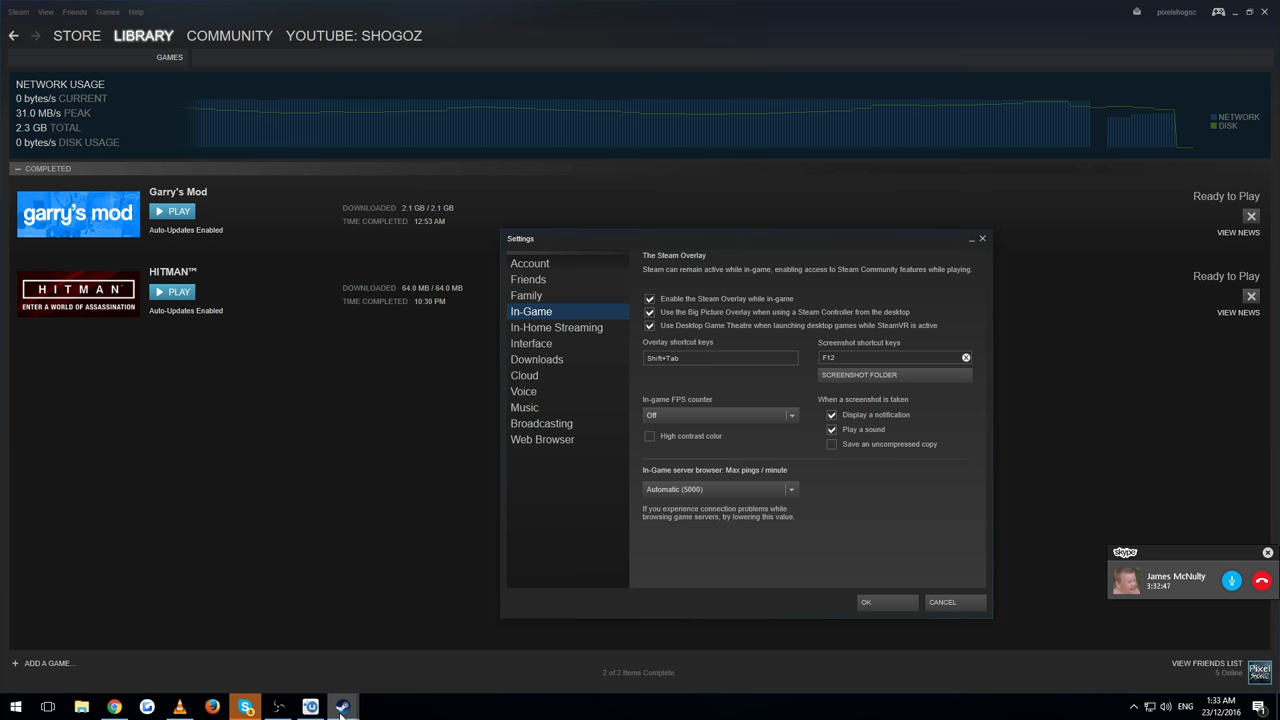 Steam View Friends Games Help
pixelshogoz
STORE LIBRARY COMMUNITY YOUTUBE: SHOGOZ
GAMES
NETWORK USAGE
0 bytes/s CURRENT
31.0 MB/s PEAK
2.3 GB TOTAL
0 bytes/s DISK USAGE
NETWORK
DISK
COMPLETED
garry's mod
Garry's Mod
PLAY
Auto-Updates Enabled
DOWNLOADED 2.1 GB / 2.1 GB
TIME COMPLETED 12:53 AM
Ready to Play
VIEW NEWS
HITMAN
ENTER A WORLD OF ASSASSINATION
HITMAN™
PLAY
Auto-Updates Enabled
DOWNLOADED 64.0 MB / 64.0 MB
TIME COMPLETED 10:30 PM
Ready to Play
VIEW NEWS
Settings
Account
Friends
Family
In-Game
In-Home Streaming
Interface
Downloads
Cloud
Voice
Music
Broadcasting
Web Browser
The Steam Overlay
Steam can remain active while in-game, enabling access to Steam Community features while playing.
Enable the Steam Overlay while in-game
Use the Big Picture Overlay when using a Steam Controller from the desktop
Use Desktop Game Theatre when launching desktop games while SteamVR is active
Overlay shortcut keys
Shift+Tab
Screenshot shortcut keys
F12
SCREENSHOT FOLDER
In-game FPS counter
Off
High contrast color
When a screenshot is taken
Display a notification
Play a sound
Save an uncompressed copy
In-Game server browser: Max pings / minute
Automatic (5000)
If you experience connection problems while
browsing game servers, try lowering this value.
OK CANCEL
skype
James McNulty
3:32:47
ADD A GAME...
2 of 2 Items Complete
VIEW FRIENDS LIST
5 Online
Pixel
ENG
1:33 AM
23/12/2016